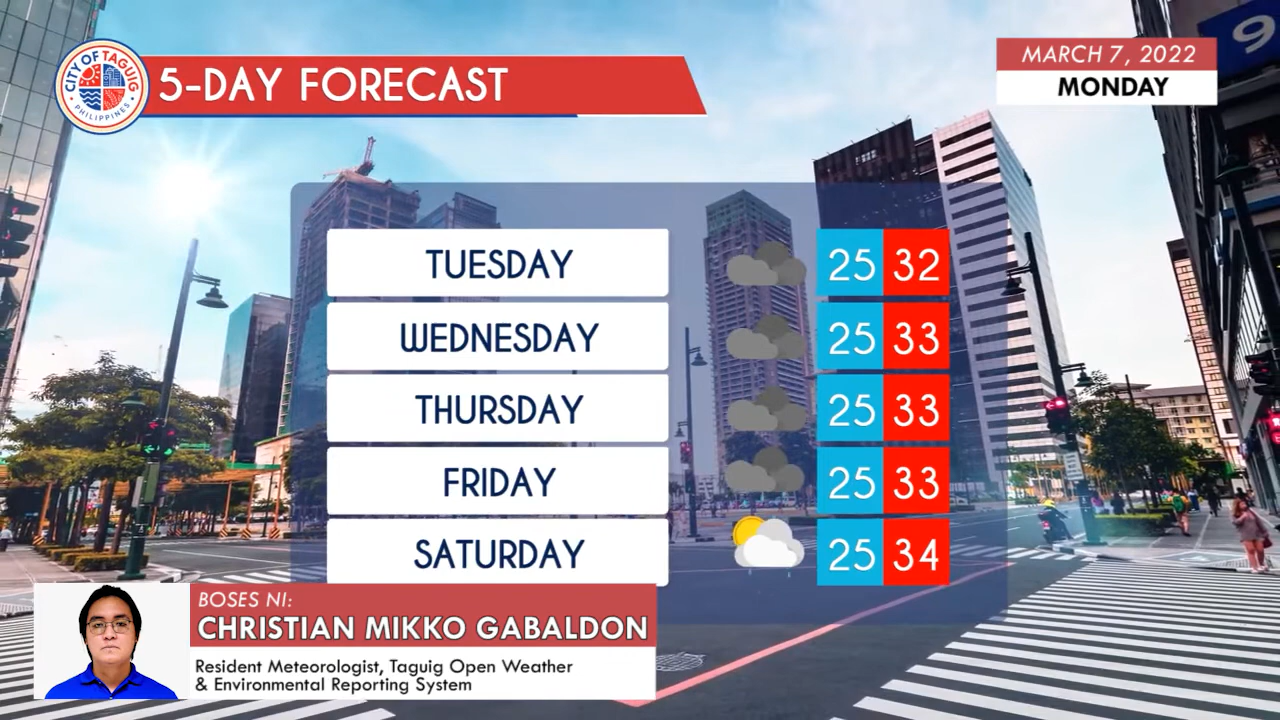 CITY OF TAGUIG
PHILIPPINES
5-DAY FORECAST
MARCH 7, 2022
MONDAY
9
TUESDAY 25 32
WEDNESDAY 25 33
THURSDAY 25 33
FRIDAY 25 33
SATURDAY 25 34
BOSES NI:
CHRISTIAN MIKKO GABALDON
Resident Meteorologist, Taguig Open Weather
& Environmental Reporting System